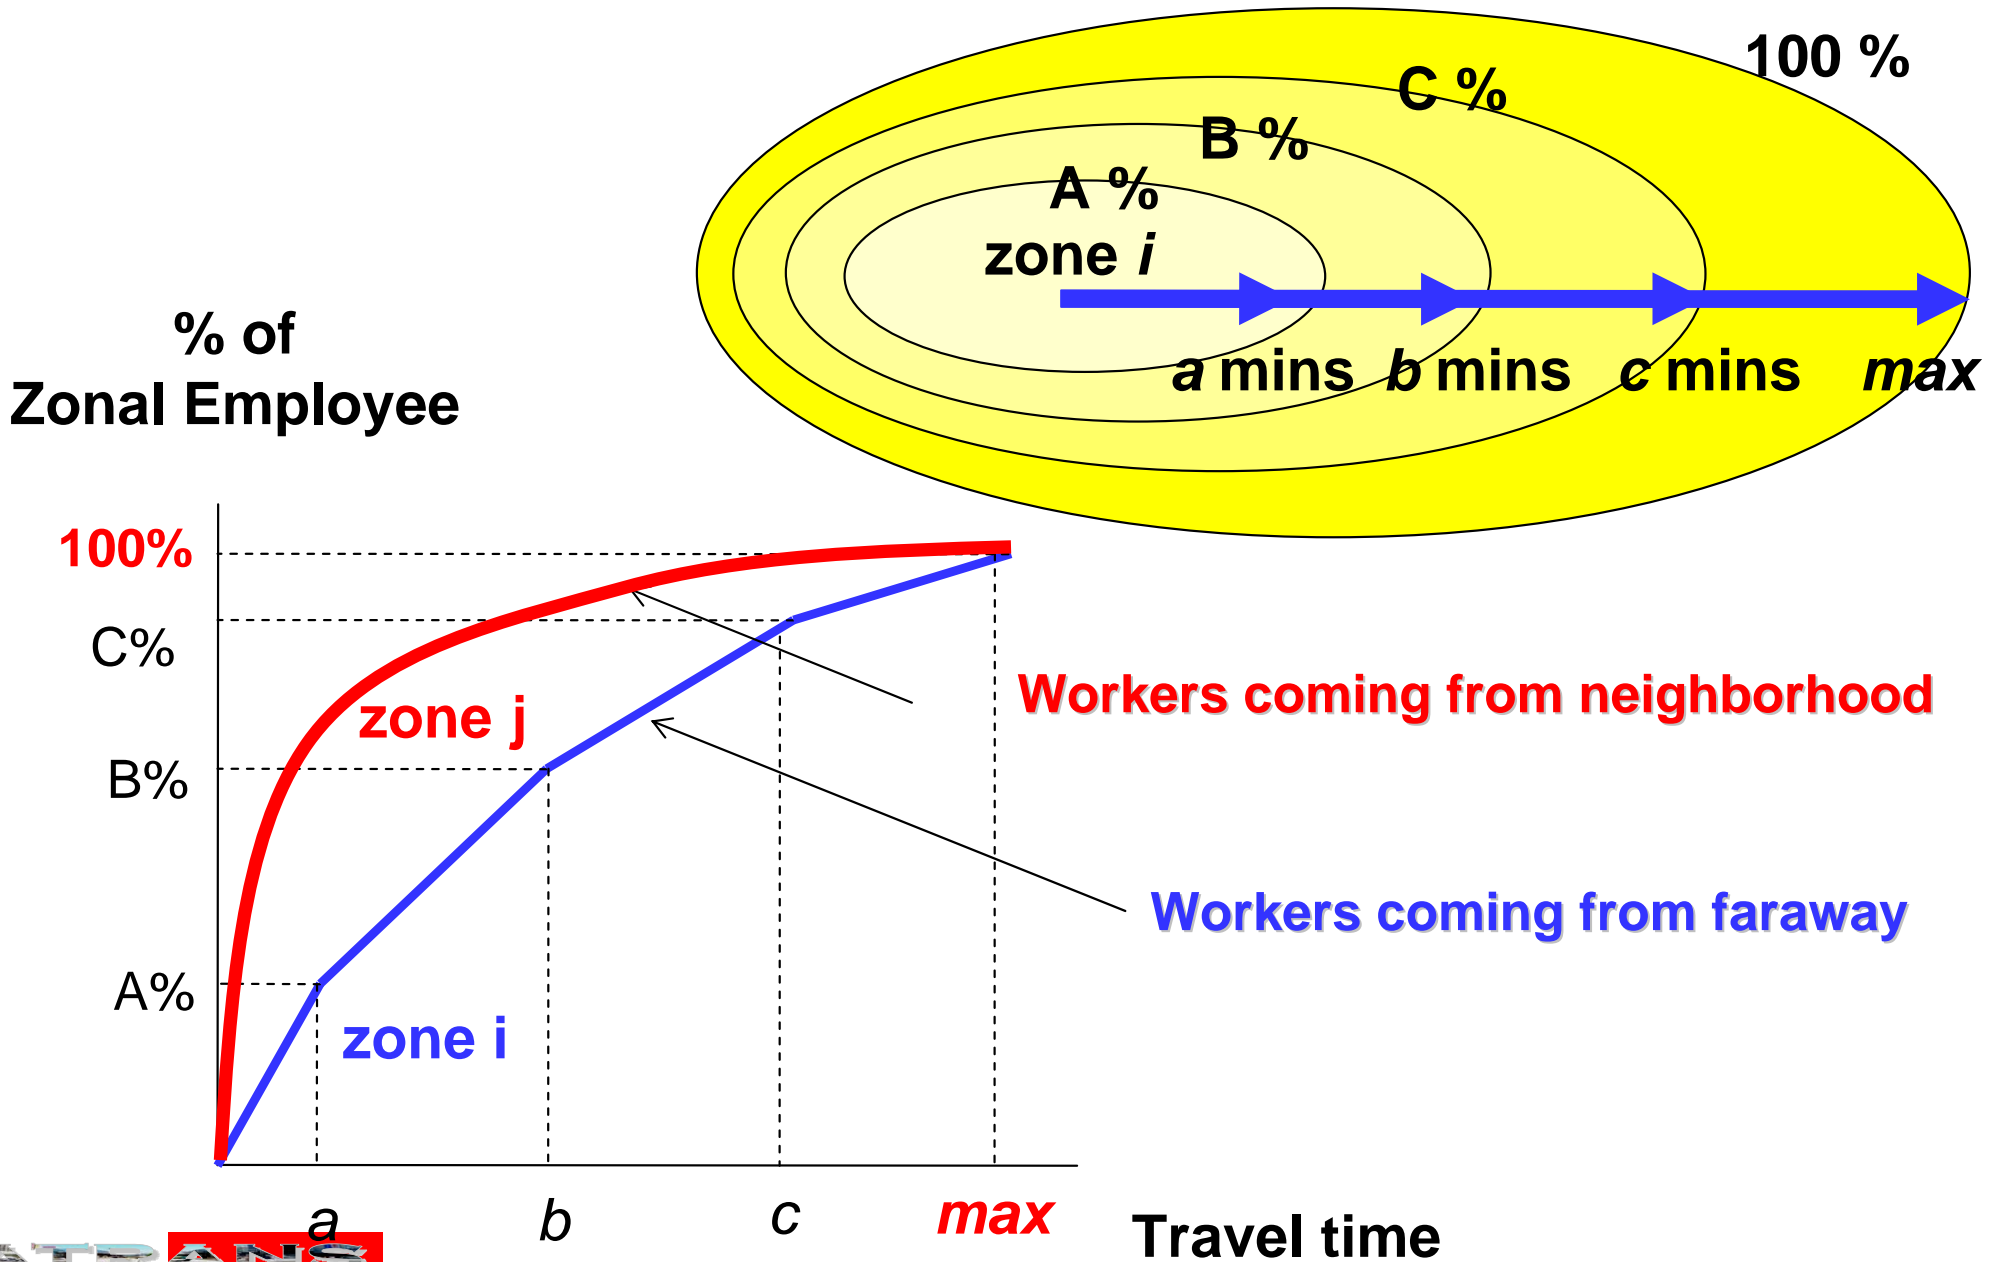 100 %
C %
B %
A %
zone i
a mins b mins c mins max
% of
Zonal Employee
100%
C%
zone j
Workers coming from neighborhood
B%
Workers coming from faraway
A%
zone i
a b c max
Travel time